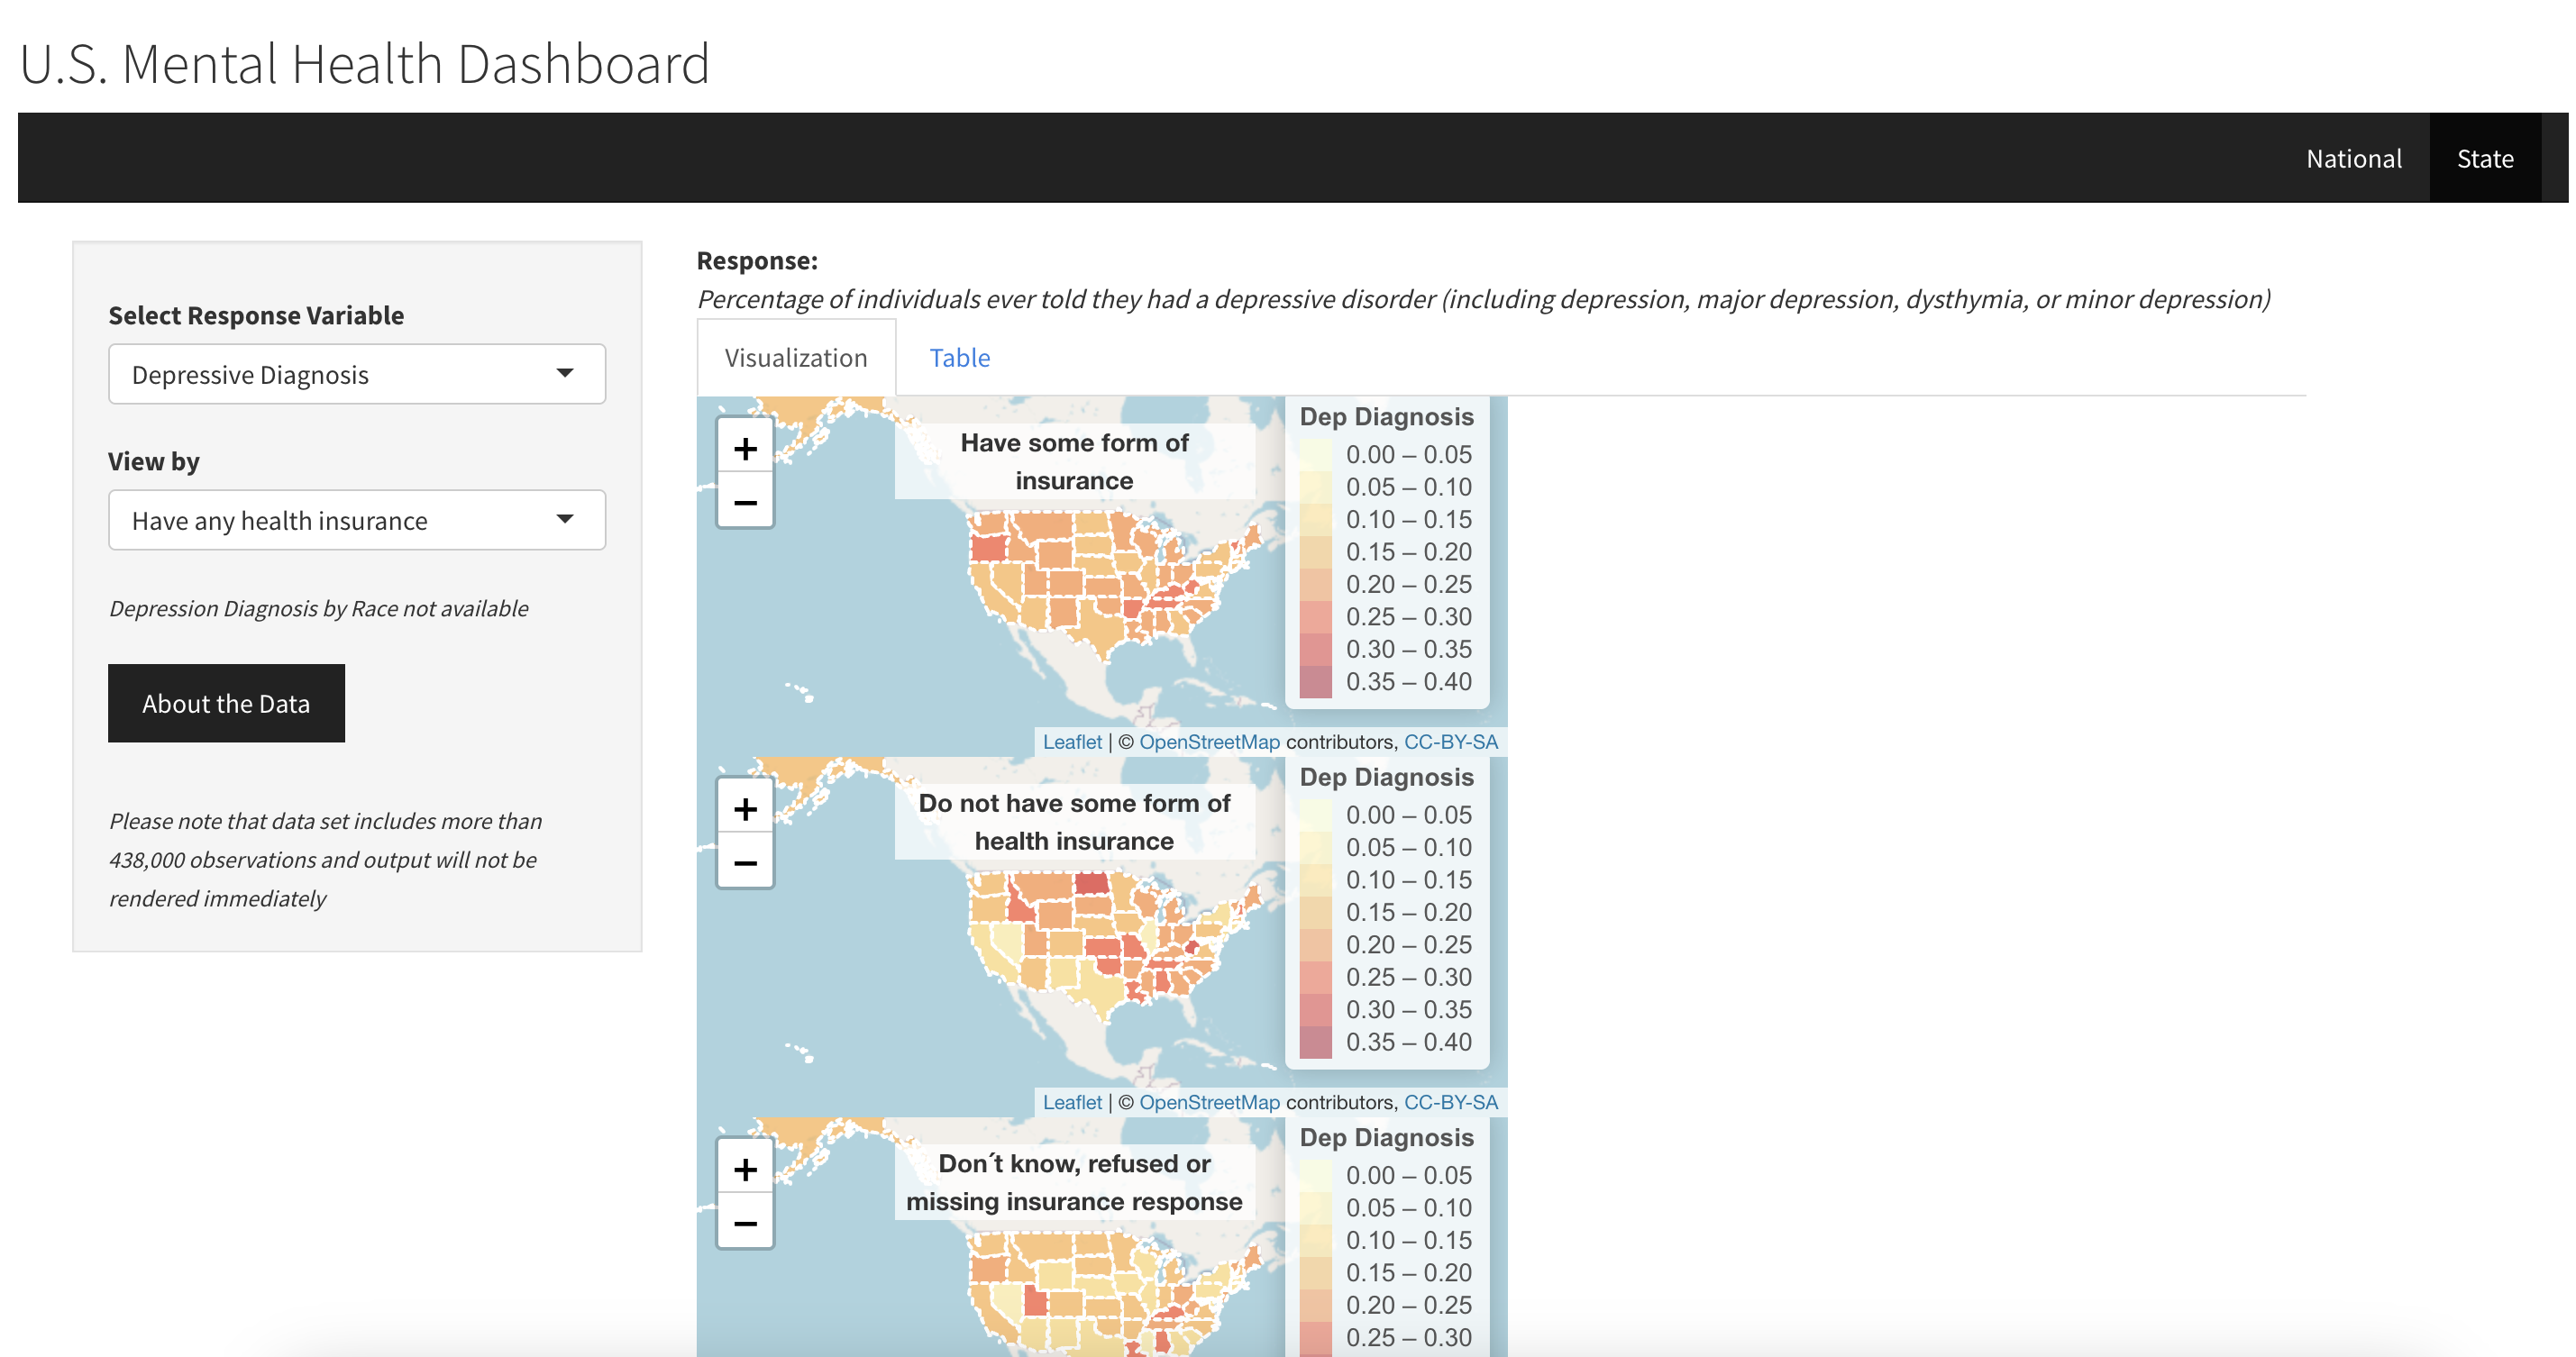 U.S. Mental Health Dashboard
National
State
Select Response Variable
Depressive Diagnosis
View by
Have any health insurance
Depression Diagnosis by Race not available
About the Data
Please note that data set includes more than
438,000 observations and output will not be
rendered immediately
Response:
Percentage of individuals ever told they had a depressive disorder (including depression, major depression, dysthymia, or minor depression)
Visualization
Table
+
−
Have some form of
insurance
Dep Diagnosis
0.00 – 0.05
0.05 – 0.10
0.10 – 0.15
0.15 – 0.20
0.20 – 0.25
0.25 – 0.30
0.30 – 0.35
0.35 – 0.40
Leaflet | © OpenStreetMap contributors, CC-BY-SA
+
−
Do not have some form of
health insurance
Dep Diagnosis
0.00 – 0.05
0.05 – 0.10
0.10 – 0.15
0.15 – 0.20
0.20 – 0.25
0.25 – 0.30
0.30 – 0.35
0.35 – 0.40
Leaflet | © OpenStreetMap contributors, CC-BY-SA
+
−
Don´t know, refused or
missing insurance response
Dep Diagnosis
0.00 – 0.05
0.05 – 0.10
0.10 – 0.15
0.15 – 0.20
0.20 – 0.25
0.25 – 0.30